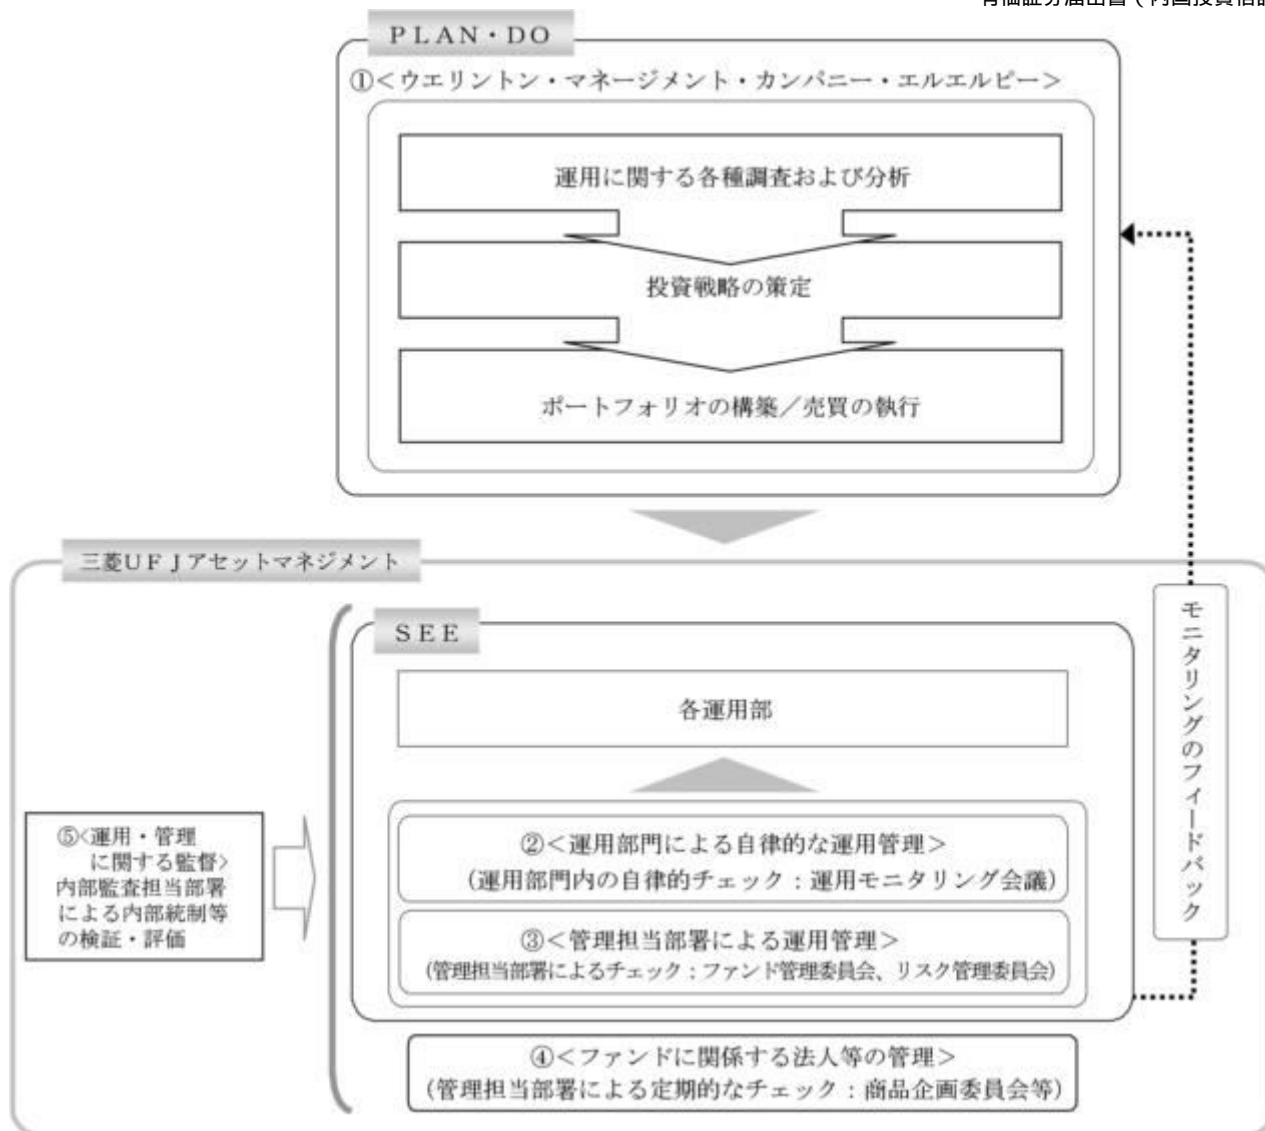 PLAN・DO
①<ウエリントン・マネージメント・カンパニー・エルエルピー>
運用に関する各種調査および分析
投資戦略の策定
ポートフォリオの構築／売買の執行
三菱UFJアセットマネジメント
SEE
各運用部
②<運用部門による自律的な運用管理>
(運用部門内の自律的チェック：運用モニタリング会議)
③<管理担当部署による運用管理>
(管理担当部署によるチェック：ファンド管理委員会、リスク管理委員会)
④<ファンドに関係する法人等の管理>
(管理担当部署による定期的なチェック：商品企画委員会等)
⑤<運用・管理
に関する監督>
内部監査担当部署
による内部統制等
の検証・評価
モニタリングのフィードバック